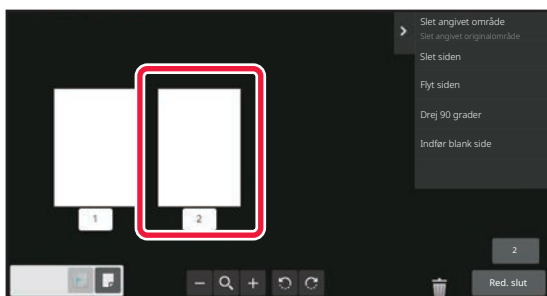 Slet angivet område
Slet angivet originalområde
Slet siden
Flyt siden
Drej 90 grader
Indfør blank side
1
2
2
Red. slut